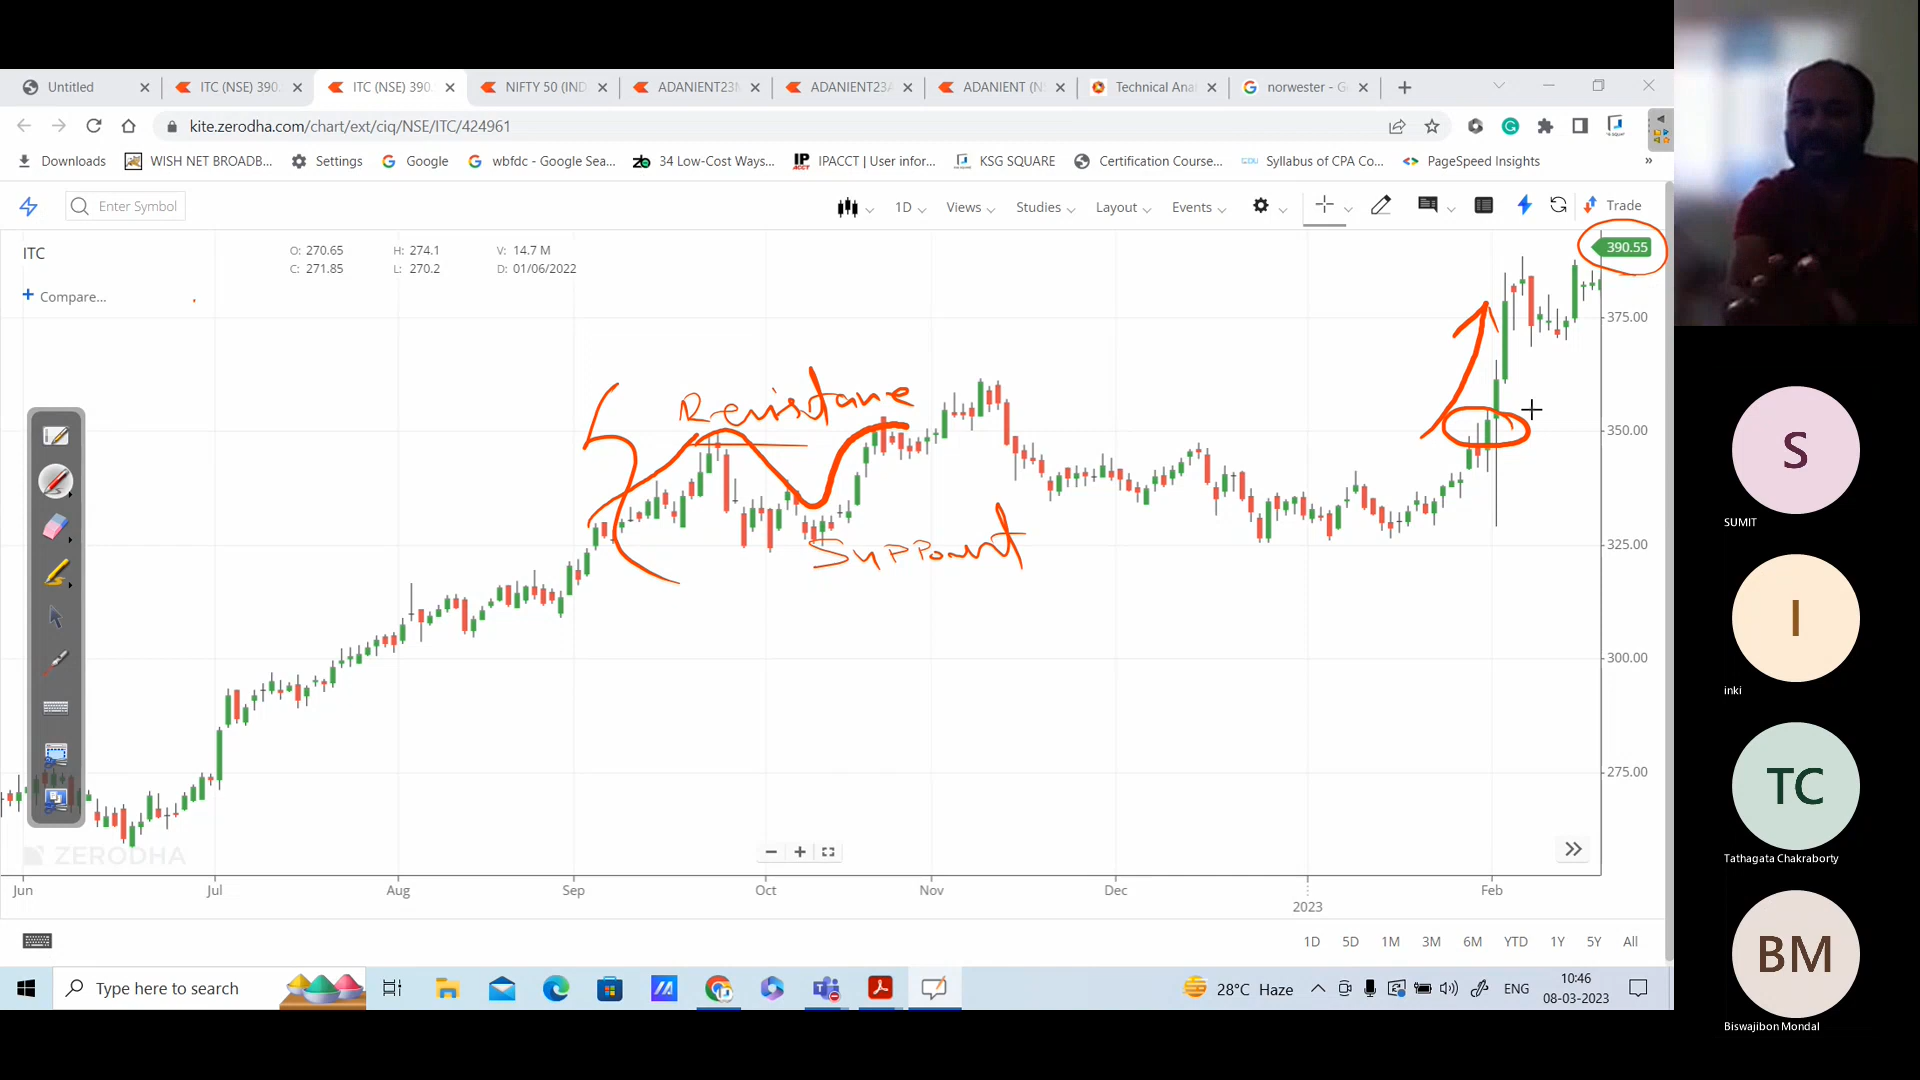 Untitled
ITC (NSE) 390.
ITC (NSE) 390.
NIFTY 50 (IND
ADANIENT23M
ADANIENT23A
ADANIENT (N
Technical Anal
norwester - G
kite.zerodha.com/chart/ext/ciq/NSE/ITC/424961
Downloads
WISH NET BROADB...
Settings
Google
wbfdc - Google Sea...
34 Low-Cost Ways...
IPACCT | User infor...
KSG SQUARE
Certification Course...
Syllabus of CPA Co...
PageSpeed Insights
Enter Symbol
1D
Views
Studies
Layout
Events
Trade
ITC
O: 270.65 H: 274.1 V: 14.7 M
C: 271.85 L: 270.2 D: 01/06/2022
390.55
Compare...
375.00
Resistane
350.00
325.00
Support
300.00
275.00
ZERODHA
Jun Jul Aug Sep Oct Nov Dec 2023 Feb
1D 5D 1M 3M 6M YTD 1Y 5Y All
Type here to search
28°C Haze
ENG
10:46
08-03-2023
S
SUMIT
I
inki
TC
Tathagata Chakraborty
BM
Biswajibon Mondal